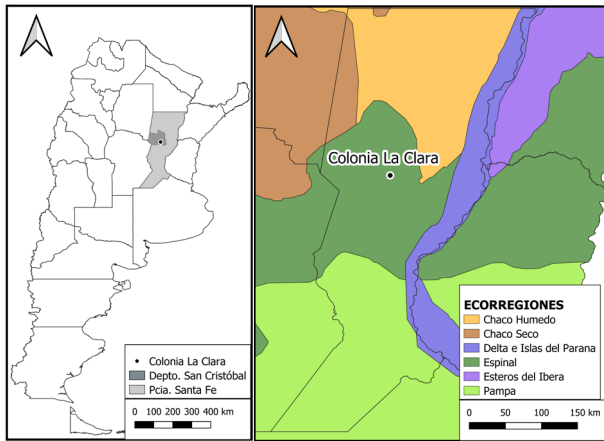 Colonia La Clara
Depto. San Cristóbal
Pcia. Santa Fe
0 100 200 300 400 km
Colonia La Clara
ECORREGIONES
Chaco Humedo
Chaco Seco
Delta e Islas del Parana
Espinal
Esteros del Ibera
Pampa
0 50 100 150 km